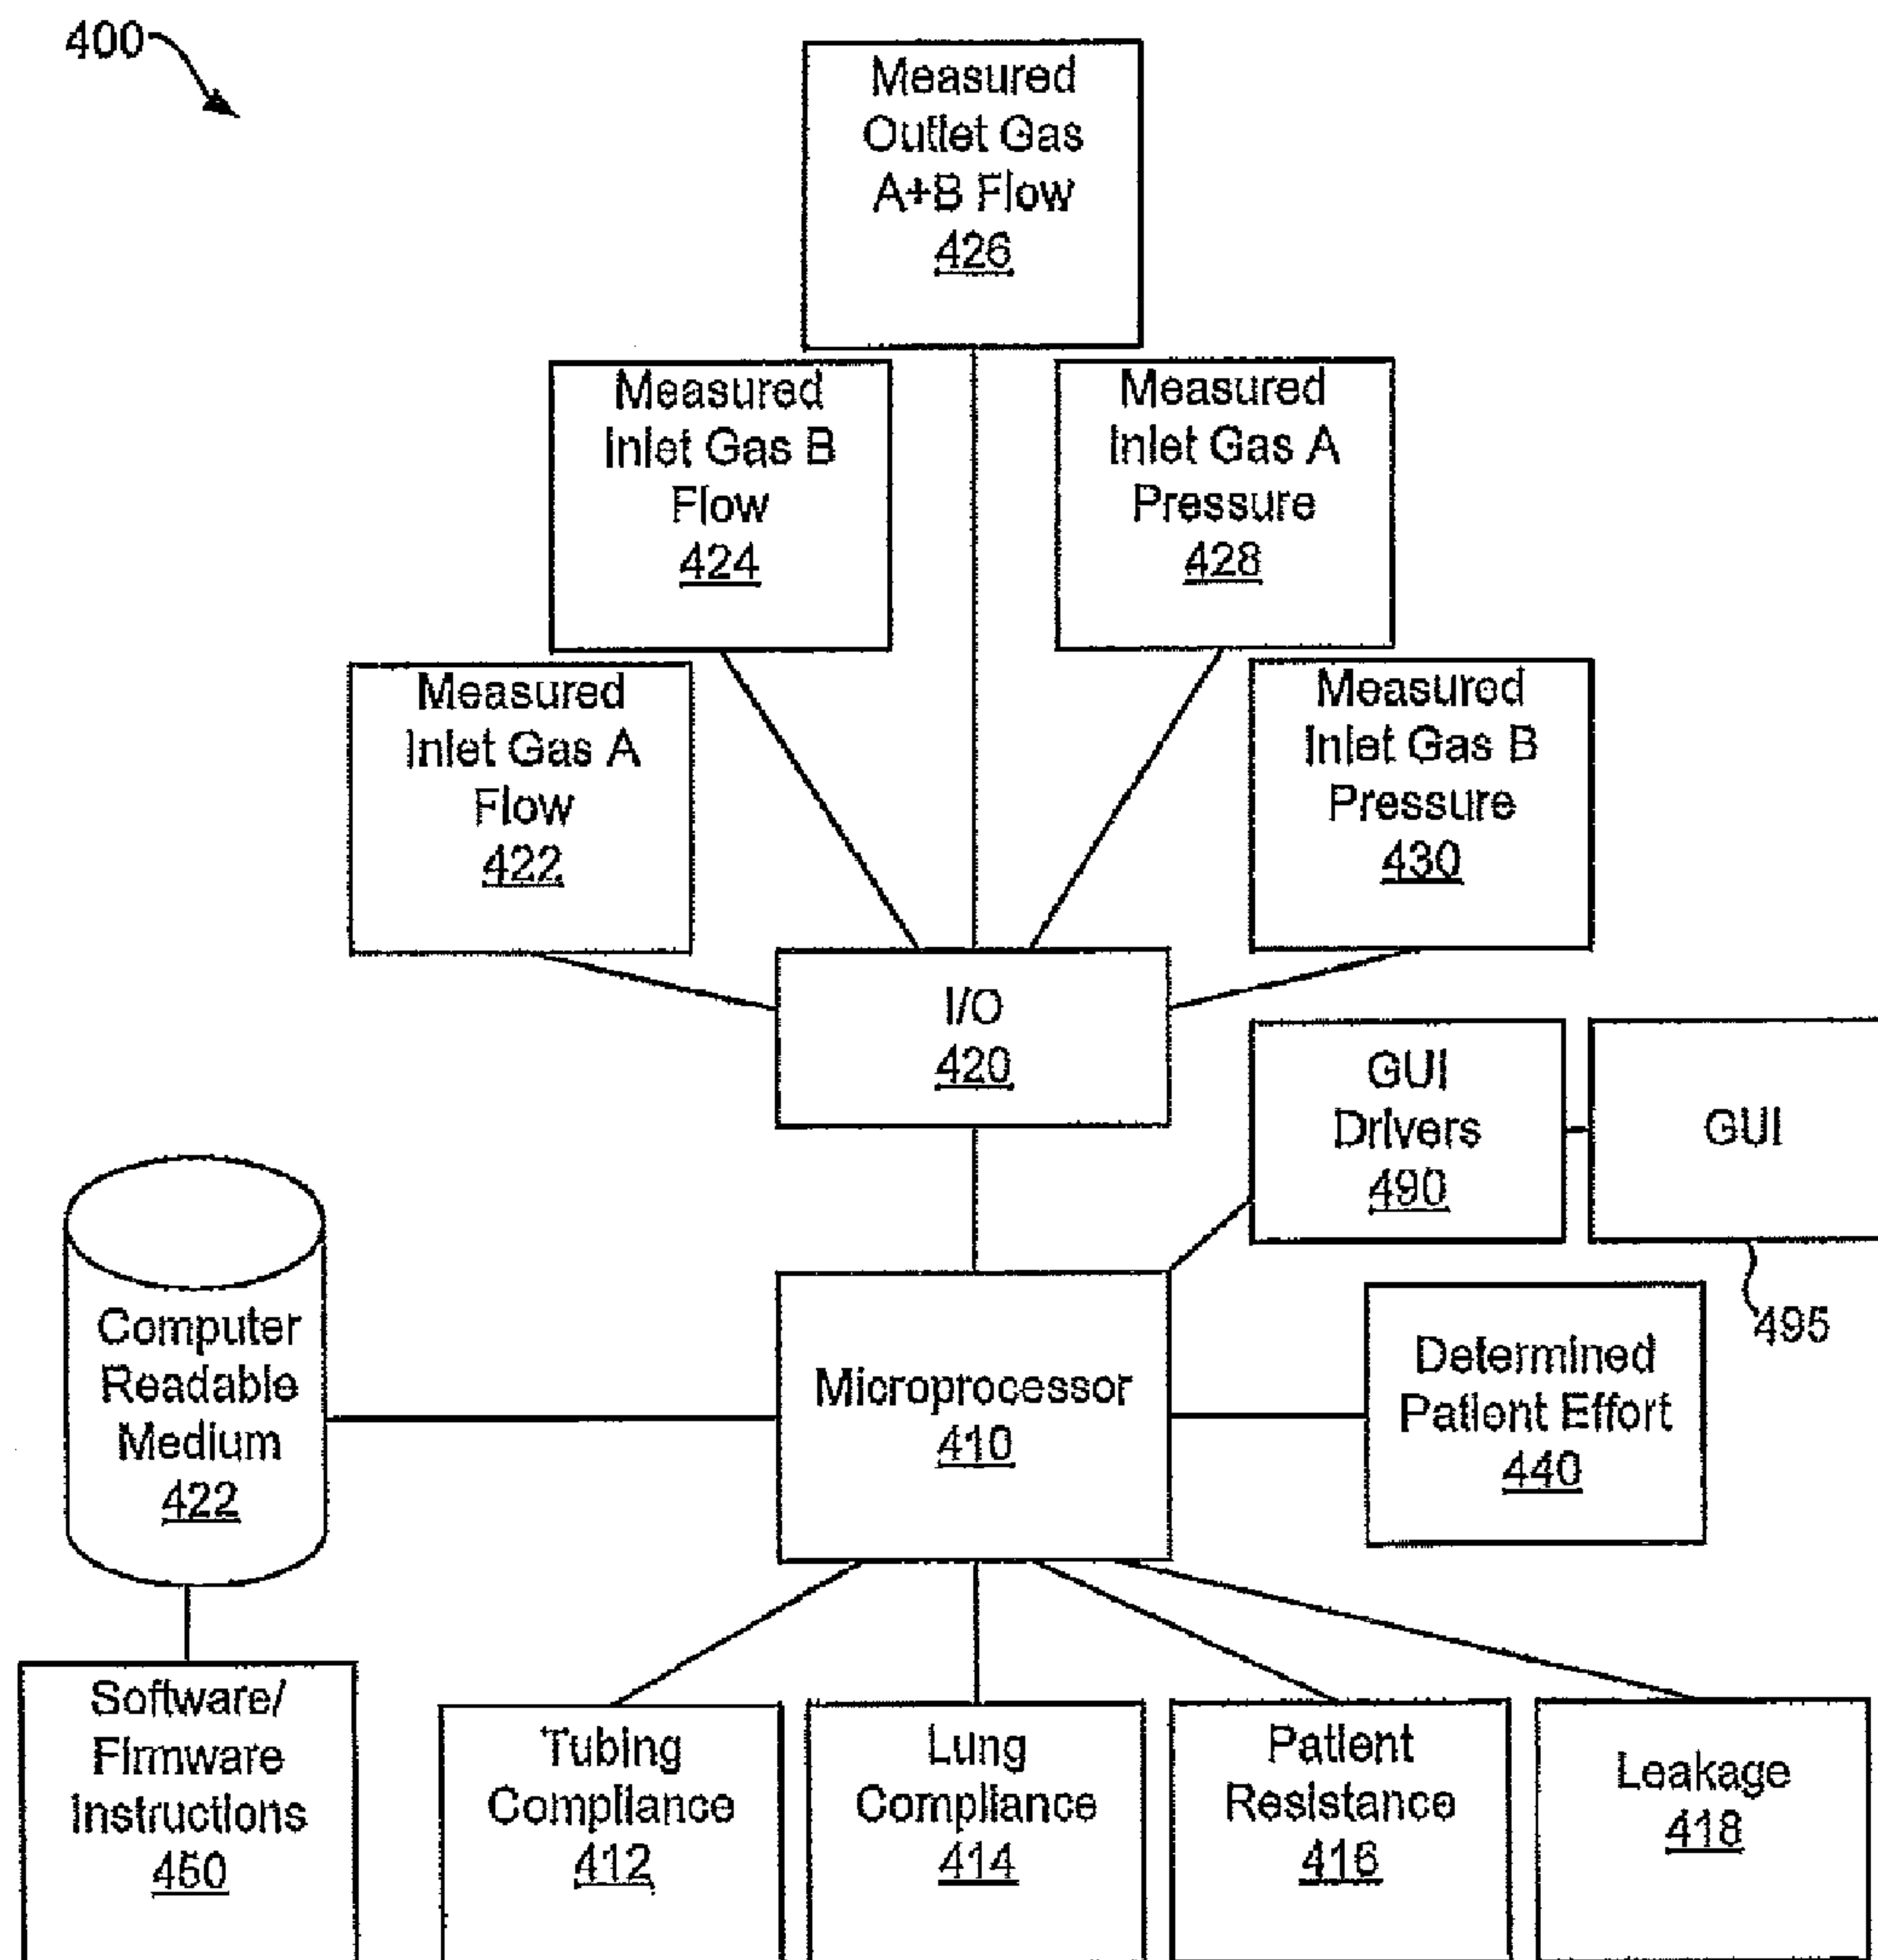 400
Measured
Outlet Gas
A+B Flow
426
Measured
Inlet Gas B
Flow
424
Measured
Inlet Gas A
Pressure
428
Measured
Inlet Gas A
Flow
422
Measured
Inlet Gas B
Pressure
430
I/O
420
GUI
Drivers
490
GUI
495
Computer
Readable
Medium
422
Microprocessor
410
Determined
Patient Effort
440
Software/
Firmware
Instructions
450
Tubing
Compliance
412
Lung
Compliance
414
Patient
Resistance
416
Leakage
418